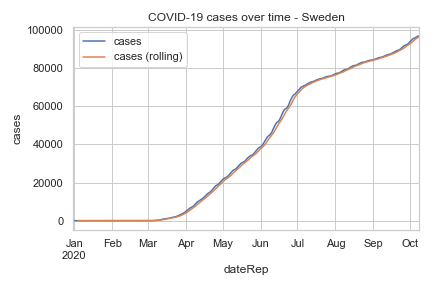 COVID-19 cases over time - Sweden
cases
cases (rolling)
100000
80000
60000
40000
20000
0
cases
Jan Feb Mar Apr May Jun Jul Aug Sep Oct
2020
dateRep